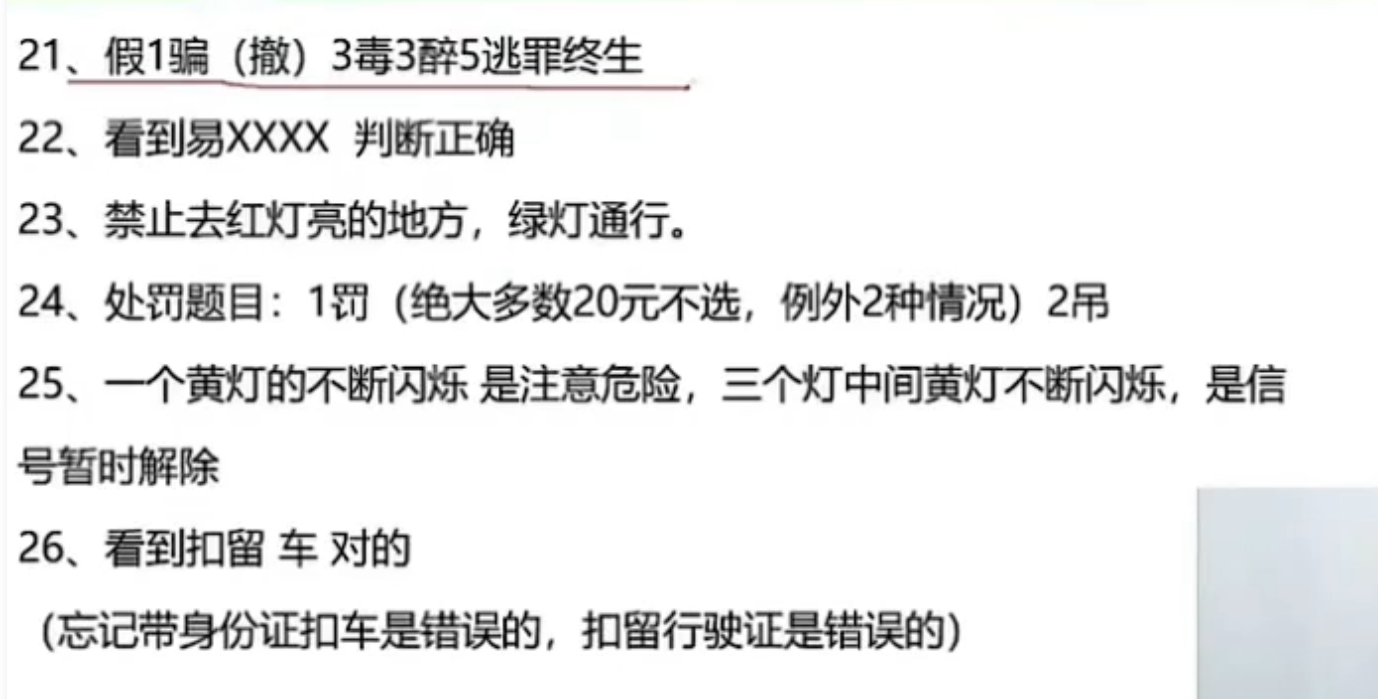 21、假1骗（撤）3毒3醉5逃罪终生
22、看到易XXXX 判断正确
23、禁止去红灯亮的地方，绿灯通行。
24、处罚题目：1罚（绝大多数20元不选，例外2种情况）2吊
25、一个黄灯的不断闪烁 是注意危险，三个灯中间黄灯不断闪烁，是信
号暂时解除
26、看到扣留 车 对的
（忘记带身份证扣车是错误的，扣留行驶证是错误的）